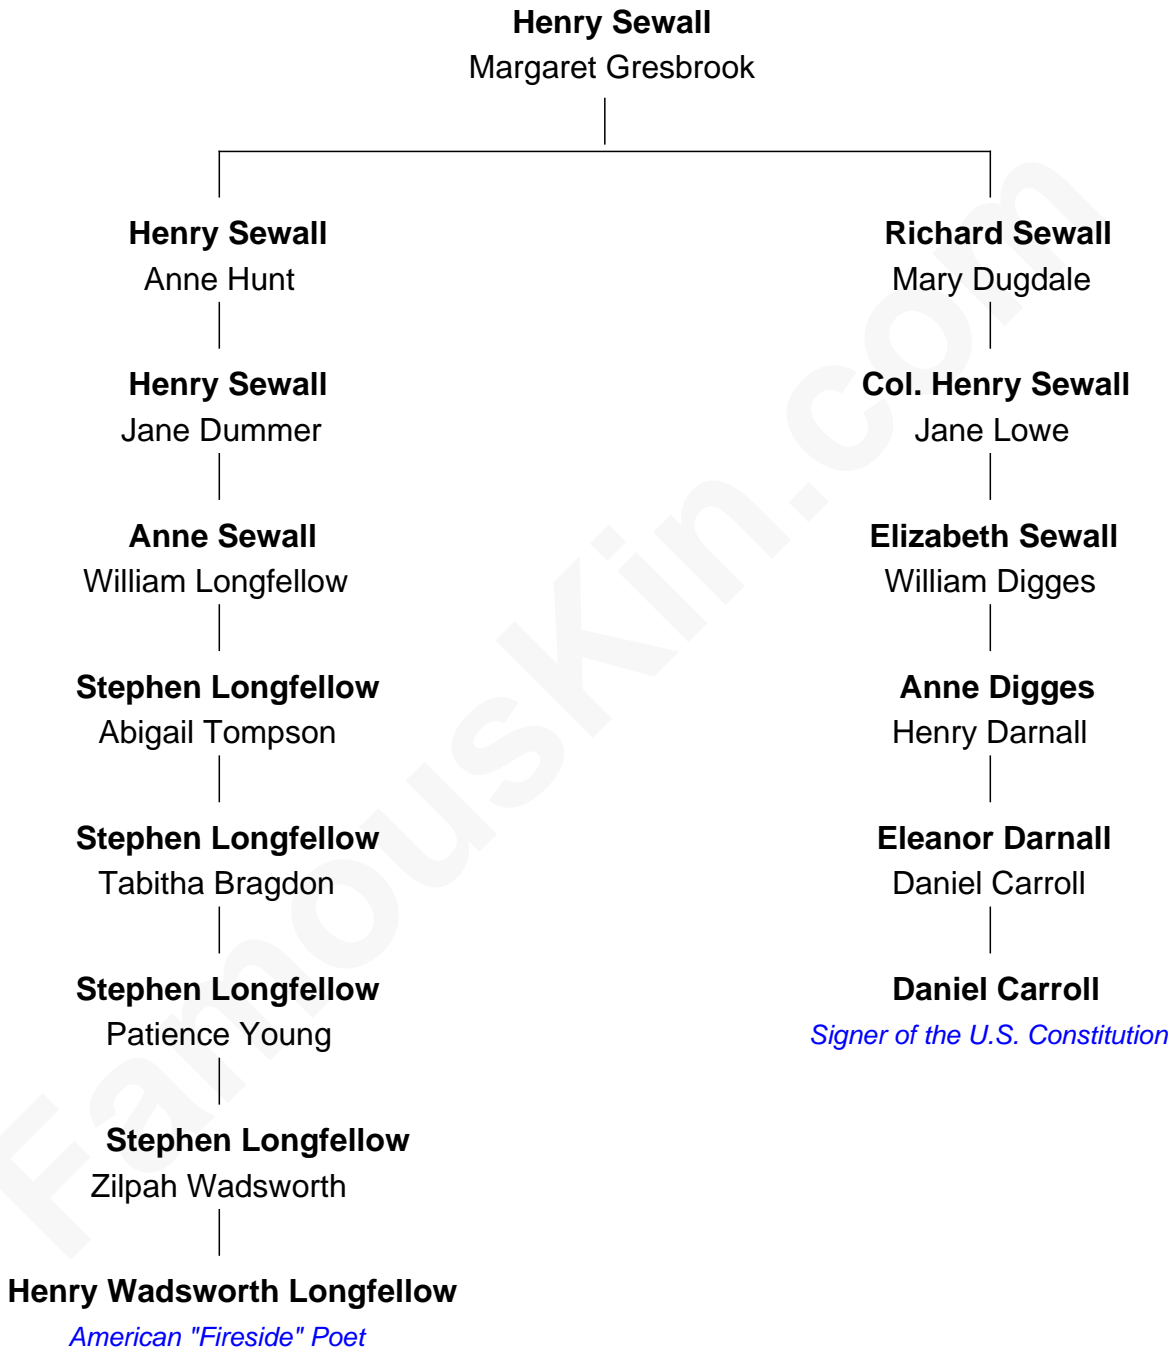 Henry Sewall
Margaret Gresbrook
Henry Sewall
Anne Hunt
Richard Sewall
Mary Dugdale
Henry Sewall
Jane Dummer
Col. Henry Sewall
Jane Lowe
Anne Sewall
William Longfellow
Elizabeth Sewall
William Digges
Stephen Longfellow
Abigail Tompson
Anne Digges
Henry Darnall
Stephen Longfellow
Tabitha Bragdon
Eleanor Darnall
Daniel Carroll
Stephen Longfellow
Patience Young
Daniel Carroll
Signer of the U.S. Constitution
Stephen Longfellow
Zilpah Wadsworth
Henry Wadsworth Longfellow
American "Fireside" Poet
FamousKin.com